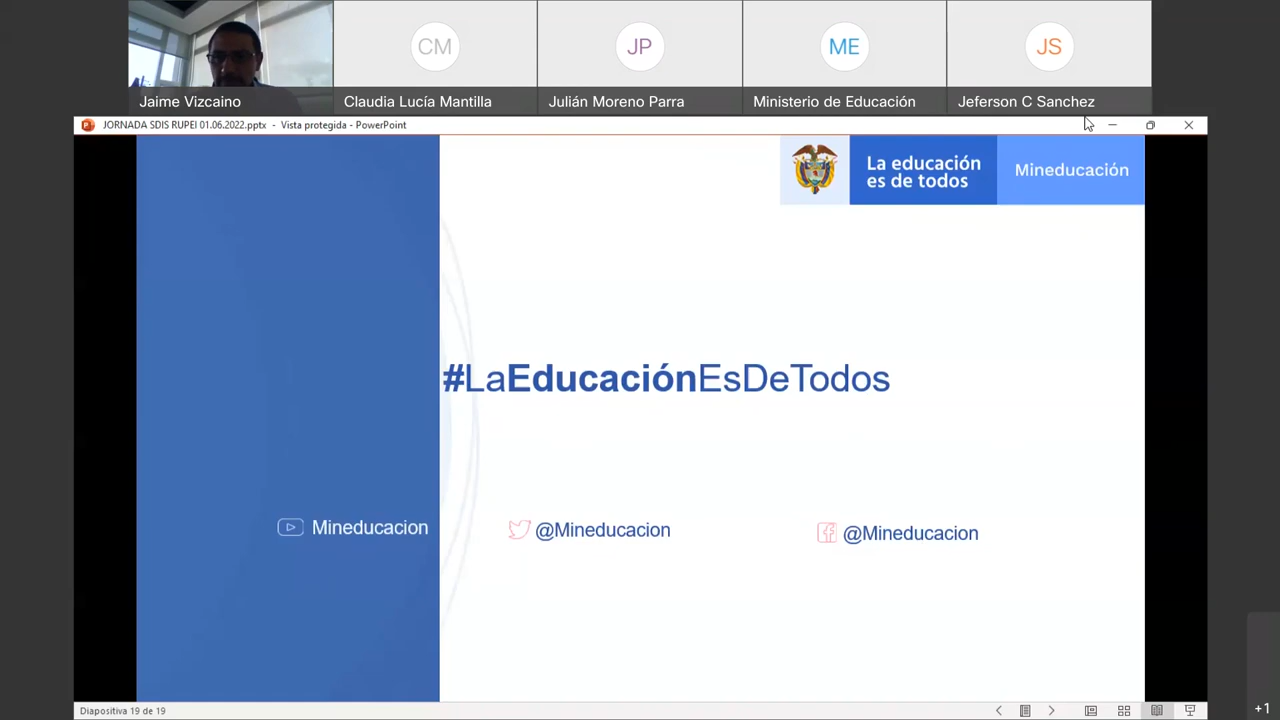 CM
JP
ME
JS
Jaime Vizcaino
Claudia Lucía Mantilla
Julián Moreno Parra
Ministerio de Educación
Jeferson C Sanchez
JORNADA SDIS RUPEI 01.06.2022.pptx - Vista protegida - PowerPoint
La educación
es de todos
Mineducación
#LaEducaciónEsDeTodos
Mineducacion
@Mineducacion
@Mineducacion
Diapositiva 19 de 19
+1